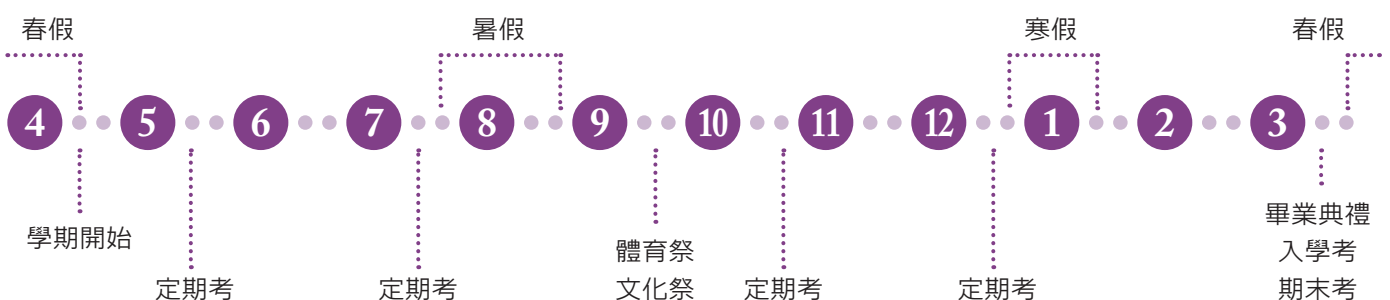 春假
暑假
寒假
春假
4 5 6 7 8 9 10 11 12 1 2 3
學期開始
定期考
定期考
體育祭
文化祭
定期考
定期考
畢業典禮
入學考
期末考